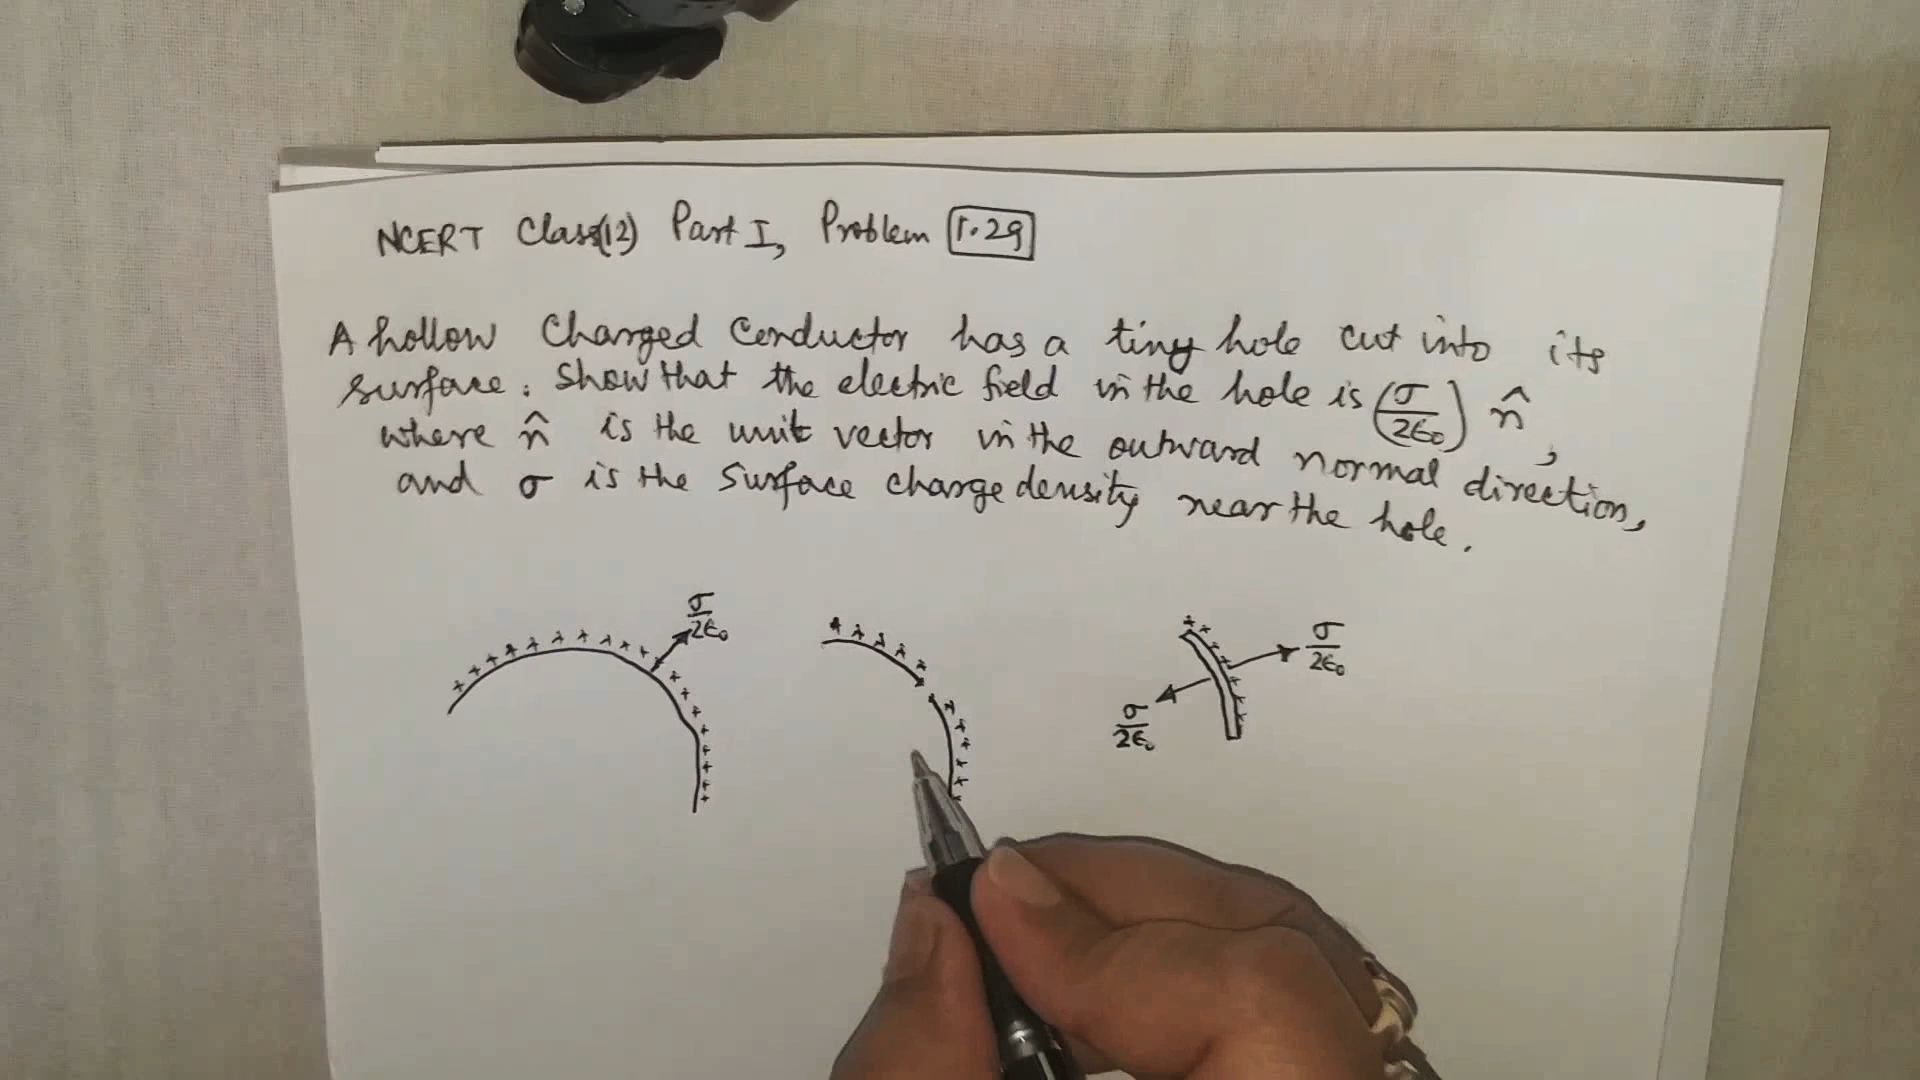 NCERT Class(12) Part I, Problem 1.29
A hollow Charged Conductor has a tiny hole cut into its
surface. Show that the electric field in the hole is (σ/2ϵ₀) n̂,
where n̂ is the unit vector in the outward normal direction,
and σ is the Surface charge density near the hole.
σ/2ϵ₀
σ/2ϵ₀
σ/2ϵ₀